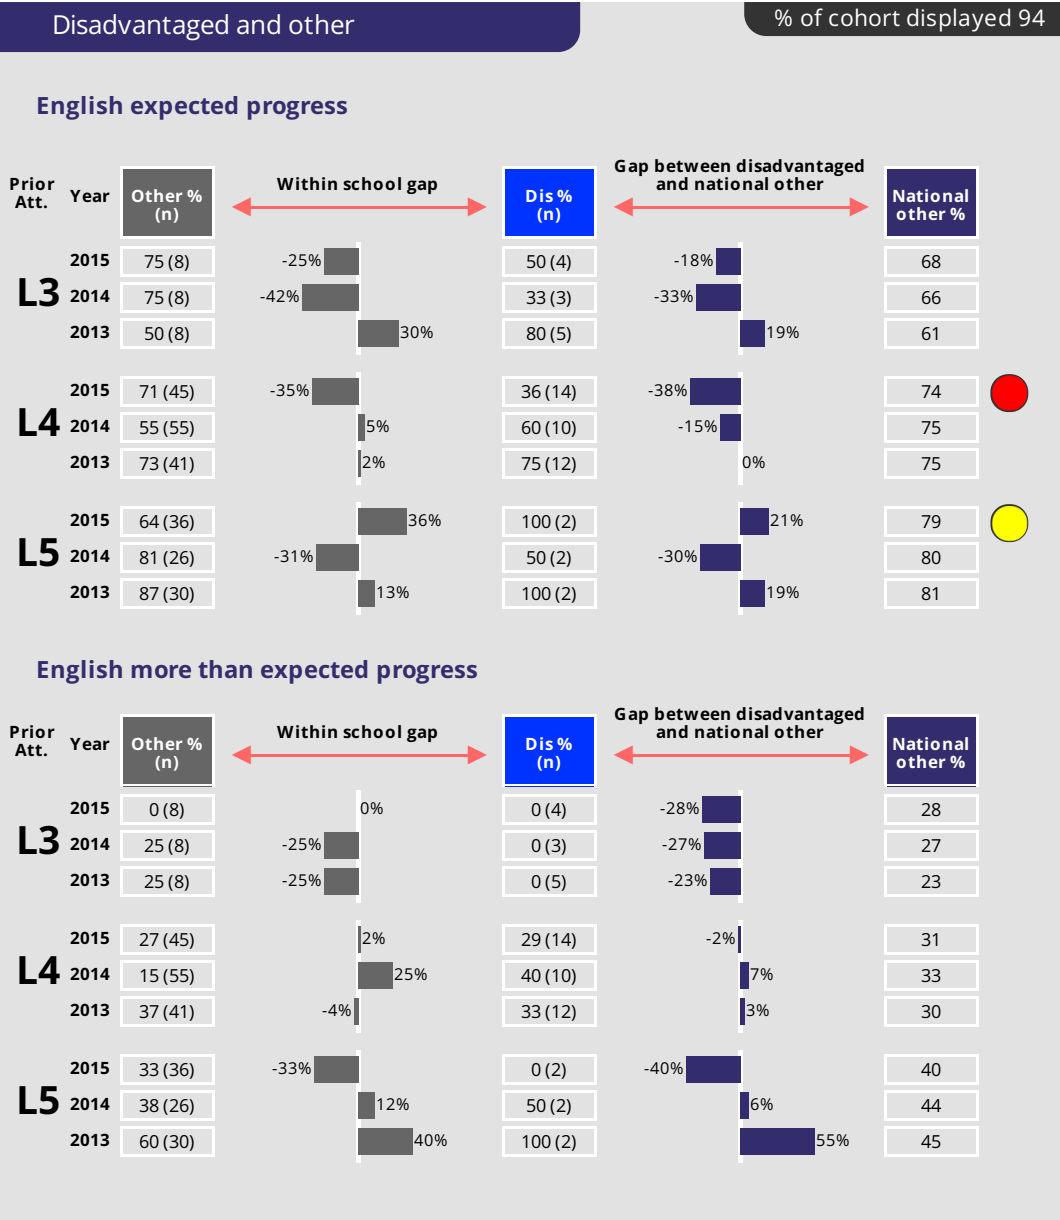 Disadvantaged and other
% of cohort displayed 94
English expected progress
Prior Att.
Year
Other % (n)
Within school gap
Dis % (n)
Gap between disadvantaged and national other
National other %
L3
2015 75 (8) -25% 50 (4) -18% 68
2014 75 (8) -42% 33 (3) -33% 66
2013 50 (8) 30% 80 (5) 19% 61
L4
2015 71 (45) -35% 36 (14) -38% 74
2014 55 (55) 5% 60 (10) -15% 75
2013 73 (41) 2% 75 (12) 0% 75
L5
2015 64 (36) 36% 100 (2) 21% 79
2014 81 (26) -31% 50 (2) -30% 80
2013 87 (30) 13% 100 (2) 19% 81
English more than expected progress
Prior Att.
Year
Other % (n)
Within school gap
Dis % (n)
Gap between disadvantaged and national other
National other %
L3
2015 0 (8) 0% 0 (4) -28% 28
2014 25 (8) -25% 0 (3) -27% 27
2013 25 (8) -25% 0 (5) -23% 23
L4
2015 27 (45) 2% 29 (14) -2% 31
2014 15 (55) 25% 40 (10) 7% 33
2013 37 (41) -4% 33 (12) 3% 30
L5
2015 33 (36) -33% 0 (2) -40% 40
2014 38 (26) 12% 50 (2) 6% 44
2013 60 (30) 40% 100 (2) 55% 45